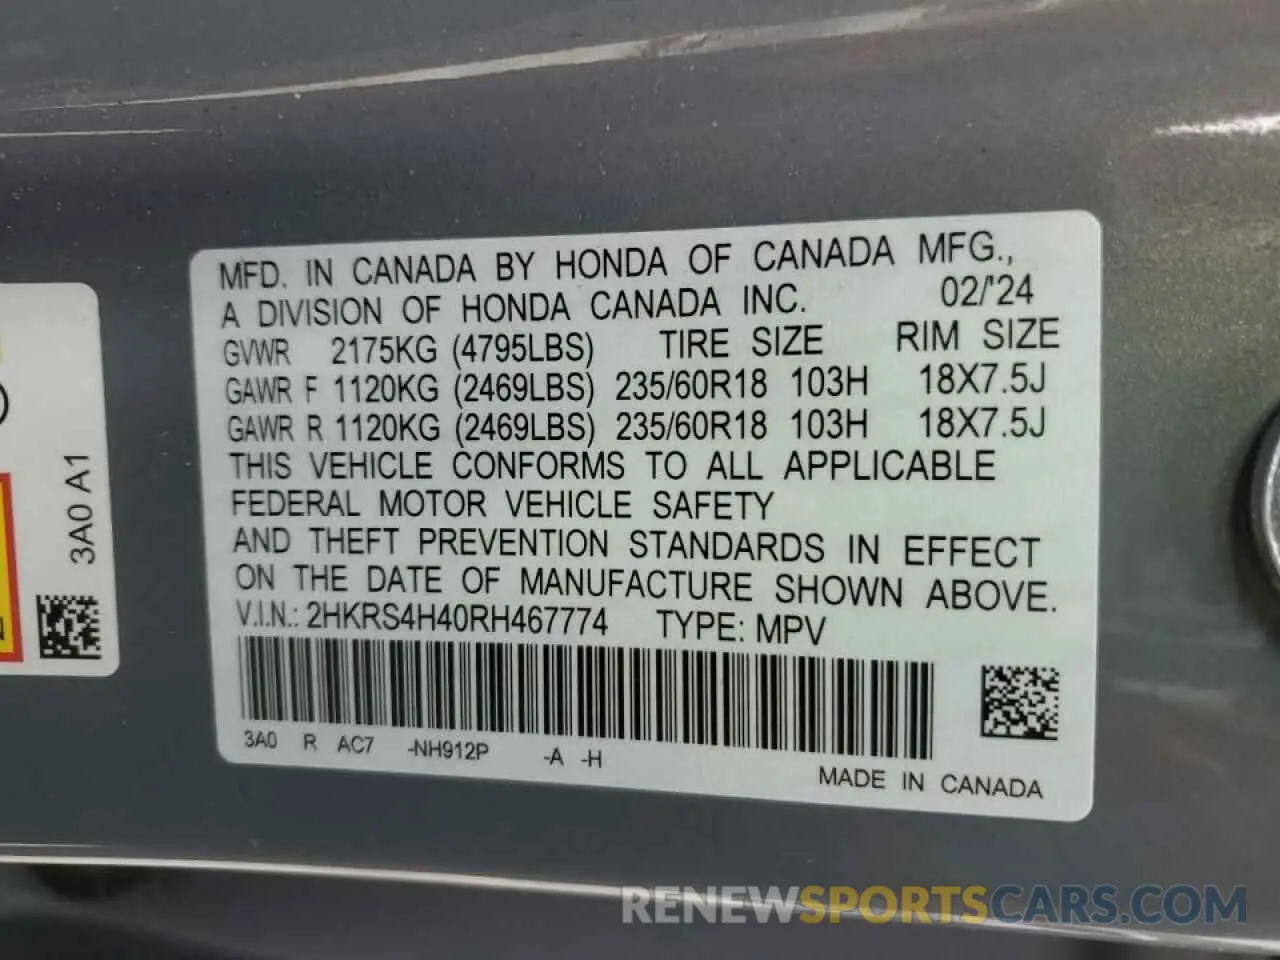 MFD. IN CANADA BY HONDA OF CANADA MFG.,
A DIVISION OF HONDA CANADA INC. 02/'24
GVWR 2175KG (4795LBS) TIRE SIZE RIM SIZE
GAWR F 1120KG (2469LBS) 235/60R18 103H 18X7.5J
GAWR R 1120KG (2469LBS) 235/60R18 103H 18X7.5J
THIS VEHICLE CONFORMS TO ALL APPLICABLE
FEDERAL MOTOR VEHICLE SAFETY
AND THEFT PREVENTION STANDARDS IN EFFECT
ON THE DATE OF MANUFACTURE SHOWN ABOVE.
V.I.N.: 2HKRS4H40RH467774 TYPE: MPV
3A0 R AC7 -NH912P -A -H
MADE IN CANADA
3A0 A1
RENEWSPORTSCARS.COM